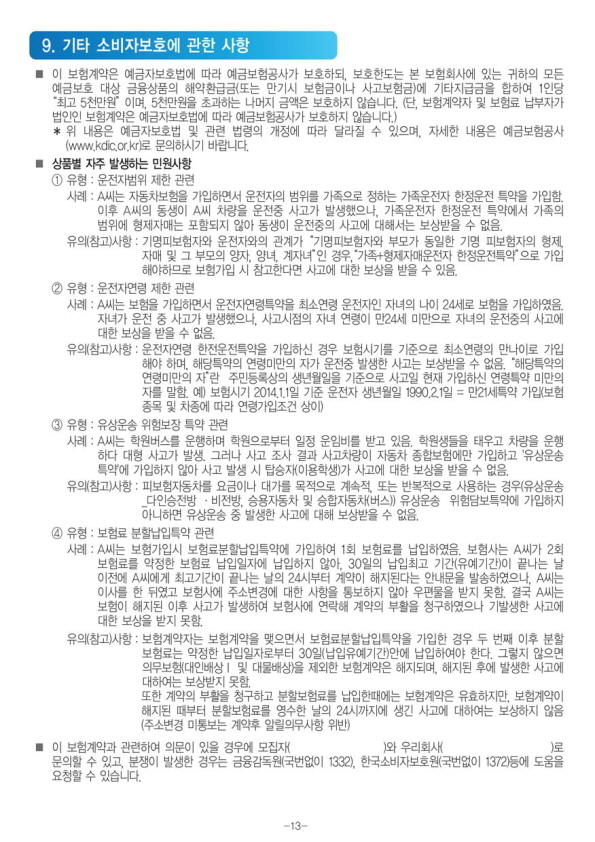 9. 기타 소비자보호에 관한 사항
■ 이 보험계약은 예금자보호법에 따라 예금보험공사가 보호하되, 보호한도는 본 보험회사에 있는 귀하의 모든
예금보호 대상 금융상품의 해약환급금(또는 만기시 보험금이나 사고보험금)에 기타지급금을 합하여 1인당
"최고 5천만원" 이며, 5천만원을 초과하는 나머지 금액은 보호하지 않습니다. (단, 보험계약자 및 보험료 납부자가
법인인 보험계약은 예금자보호법에 따라 예금보험공사가 보호하지 않습니다.)
* 위 내용은 예금자보호법 및 관련 법령의 개정에 따라 달라질 수 있으며, 자세한 내용은 예금보험공사
(www.kdic.or.kr)로 문의하시기 바랍니다.
■ 상품별 자주 발생하는 민원사항
① 유형 : 운전자범위 제한 관련
사례 : A씨는 자동차보험을 가입하면서 운전자의 범위를 가족으로 정하는 가족운전자 한정운전 특약을 가입함.
이후 A씨의 동생이 A씨 차량을 운전중 사고가 발생했으나, 가족운전자 한정운전 특약에서 가족의
범위에 형제자매는 포함되지 않아 동생이 운전중의 사고에 대해서는 보상받을 수 없음.
유의(참고)사항 : 기명피보험자와 운전자와의 관계가 "기명피보험자와 부모가 동일한 기명 피보험자의 형제,
자매 및 그 부모의 양자, 양녀, 계자녀"인 경우, "가족+형제자매운전자 한정운전특약"으로 가입
해야하므로 보험가입 시 참고한다면 사고에 대한 보상을 받을 수 있음.
② 유형 : 운전자연령 제한 관련
사례 : A씨는 보험을 가입하면서 운전자연령특약을 최소연령 운전자인 자녀의 나이 24세로 보험을 가입하였음.
자녀가 운전 중 사고가 발생했으나, 사고시점의 자녀 연령이 만24세 미만으로 자녀의 운전중의 사고에
대한 보상을 받을 수 없음.
유의(참고)사항 : 운전자연령 한전운전특약을 가입하신 경우 보험시기를 기준으로 최소연령의 만나이로 가입
해야 하며, 해당특약의 연령미만의 자가 운전중 발생한 사고는 보상받을 수 없음. "해당특약의
연령미만의 자"란 주민등록상의 생년월일을 기준으로 사고일 현재 가입하신 연령특약 미만의
자를 말함. 예) 보험시기 2014.1.1일 기준 운전자 생년월일 1990.2.1일 = 만21세특약 가입(보험
종목 및 차종에 따라 연령가입조건 상이)
③ 유형 : 유상운송 위험보장 특약 관련
사례 : A씨는 학원버스를 운행하며 학원으로부터 일정 운임비를 받고 있음. 학원생들을 태우고 차량을 운행
하다 대형 사고가 발생. 그러나 사고 조사 결과 사고차량이 자동차 종합보험에만 가입하고 '유상운송
특약'에 가입하지 않아 사고 발생 시 탑승자(이용학생)가 사고에 대한 보상을 받을 수 없음.
유의(참고)사항 : 피보험자동차를 요금이나 대가를 목적으로 계속적, 또는 반복적으로 사용하는 경우(유상운송
_다인승전방 · 비전방, 승용자동차 및 승합자동차(버스)) 유상운송 위험담보특약에 가입하지
아니하면 유상운송 중 발생한 사고에 대해 보상받을 수 없음.
④ 유형 : 보험료 분할납입특약 관련
사례 : A씨는 보험가입시 보험료분할납입특약에 가입하여 1회 보험료를 납입하였음. 보험사는 A씨가 2회
보험료를 약정한 보험료 납입일자에 납입하지 않아, 30일의 납입최고 기간(유예기간)이 끝나는 날
이전에 A씨에게 최고기간이 끝나는 날의 24시부터 계약이 해지된다는 안내문을 발송하였으나, A씨는
이사를 한 뒤였고 보험사에 주소변경에 대한 사항을 통보하지 않아 우편물을 받지 못함. 결국 A씨는
보험이 해지된 이후 사고가 발생하여 보험사에 연락해 계약의 부활을 청구하였으나 기발생한 사고에
대한 보상을 받지 못함.
유의(참고)사항 : 보험계약자는 보험계약을 맺으면서 보험료분할납입특약을 가입한 경우 두 번째 이후 분할
보험료는 약정한 납입일자로부터 30일(납입유예기간)안에 납입하여야 한다. 그렇지 않으면
의무보험(대인배상Ⅰ 및 대물배상)을 제외한 보험계약은 해지되며, 해지된 후에 발생한 사고에
대하여는 보상받지 못함.
또한 계약의 부활을 청구하고 분할보험료를 납입한때에는 보험계약은 유효하지만, 보험계약이
해지된 때부터 분할보험료를 영수한 날의 24시까지에 생긴 사고에 대하여는 보상하지 않음
(주소변경 미통보는 계약후 알릴의무사항 위반)
■ 이 보험계약과 관련하여 의문이 있을 경우에 모집자( )와 우리회사( )로
문의할 수 있고, 분쟁이 발생한 경우는 금융감독원(국번없이 1332), 한국소비자보호원(국번없이 1372)등에 도움을
요청할 수 있습니다.
-13-